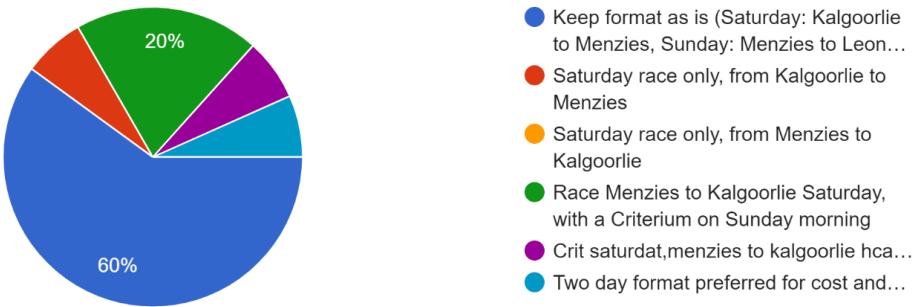 20%
60%
Keep format as is (Saturday: Kalgoorlie
to Menzies, Sunday: Menzies to Leon…
Saturday race only, from Kalgoorlie to
Menzies
Saturday race only, from Menzies to
Kalgoorlie
Race Menzies to Kalgoorlie Saturday,
with a Criterium on Sunday morning
Crit saturdat,menzies to kalgoorlie hca…
Two day format preferred for cost and…